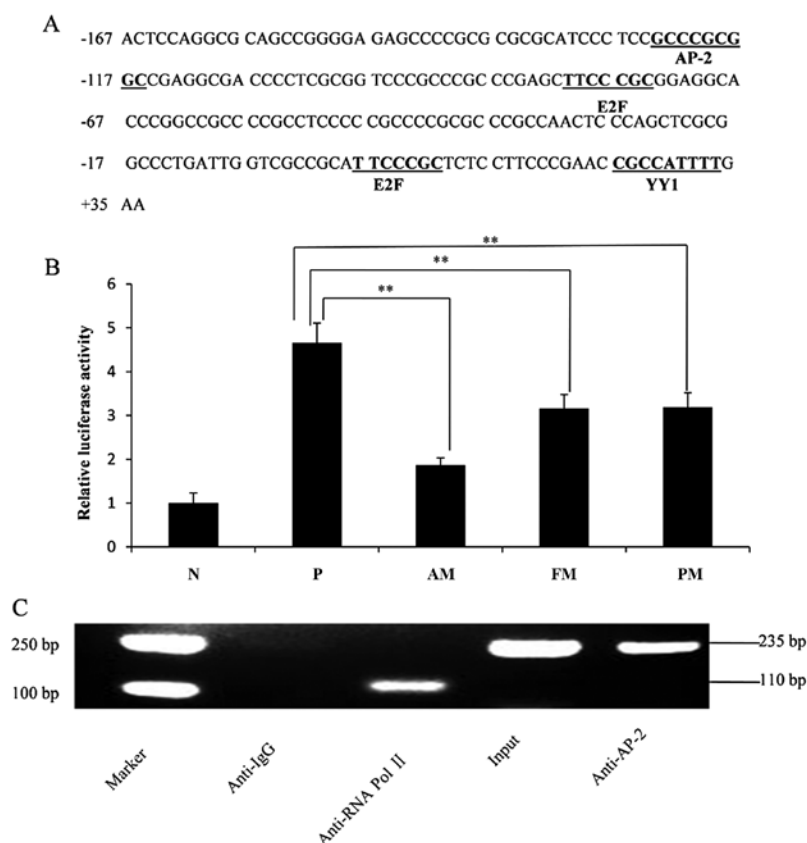 A
-167 ACTCCAGGCG CAGCCGGGGA GAGCCCCGCG CGCGCATCCC TCCGCCCGCG
AP-2
-117 GCCGAGGCGA CCCCTCGCGG TCCCGCCCGC CCGAGCTTCC CGCGGAGGCA
E2F
-67 CCCGGCCGCC CCGCCTCCCC CGCCCCGCGC CCGCCAACTC CCAGCTCGCG
-17 GCCCTGATTG GTCGCCGCAT TCCCGCTCTCC TTCCCGAACC CGCCATTTTG
E2F YY1
+35 AA
B
6
5
4
3
2
1
0
Relative luciferase activity
**
**
**
N P AM FM PM
C
250 bp 235 bp
100 bp 110 bp
Marker Anti-IgG Anti-RNA Pol II Input Anti-AP-2